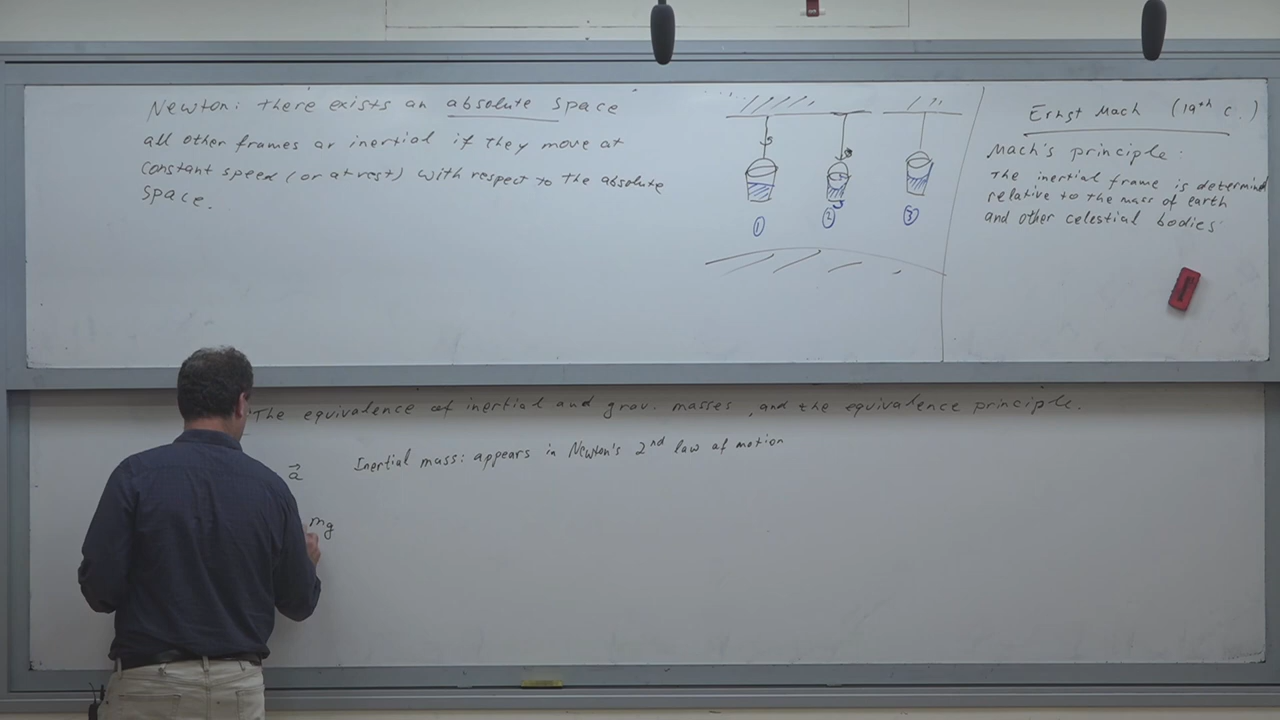 Newton: there exists an absolute space
all other frames ar inertial if they move at
constant speed (or at rest) with respect to the absolute
space.
① ② ③
Ernst Mach (19th c.)
Mach's principle:
The inertial frame is determined
relative to the mass of earth
and other celestial bodies
The equivalence of inertial and grav. masses, and the equivalence principle.
a⃗ Inertial mass: appears in Newton's 2nd law of motion
mg